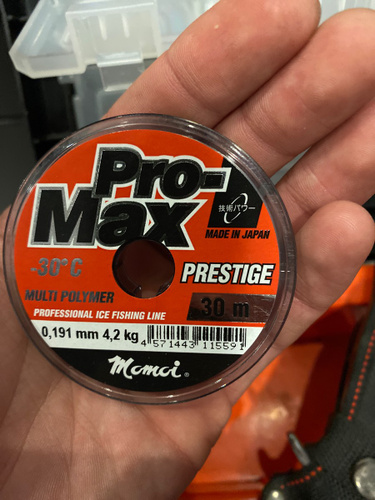 Pro-
Max
技術パワー
MADE IN JAPAN
-30°C
PRESTIGE
MULTI POLYMER
30 m
PROFESSIONAL ICE FISHING LINE
0,191 mm 4,2 kg
4 571443 115591
Momoi®